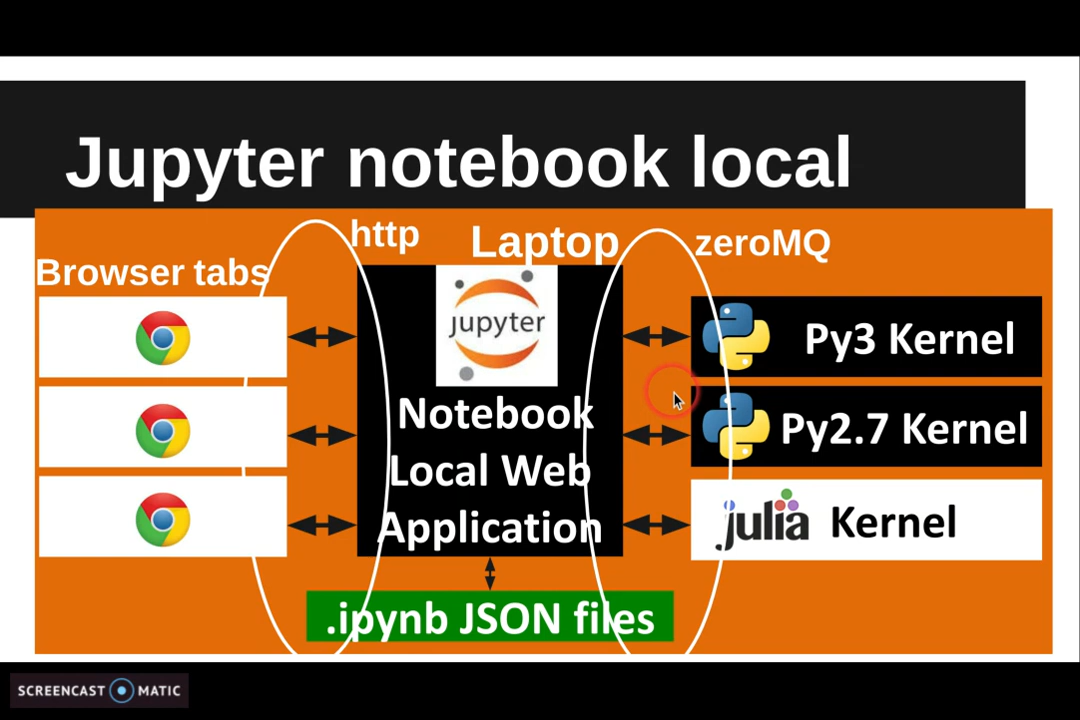 Jupyter notebook local
http
Laptop
zeroMQ
Browser tabs
jupyter
Py3 Kernel
Notebook
Py2.7 Kernel
Local Web
julia Kernel
Application
.ipynb JSON files
SCREENCAST MATIC